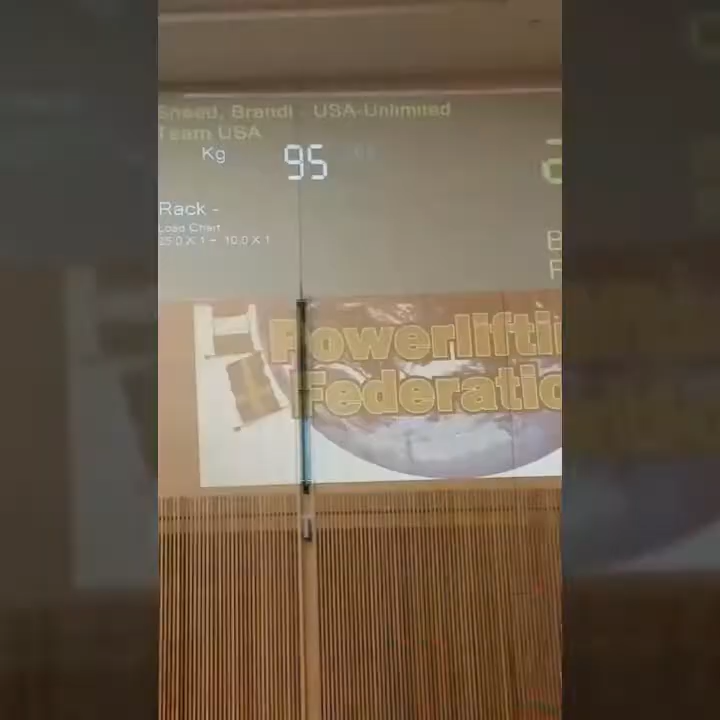 Sneed, Brandi - USA-Unlimited
Team USA
Kg 95
Rack -
Load Chart
25.0 X 1 - 10.0 X 1
Powerlifti
Federatio